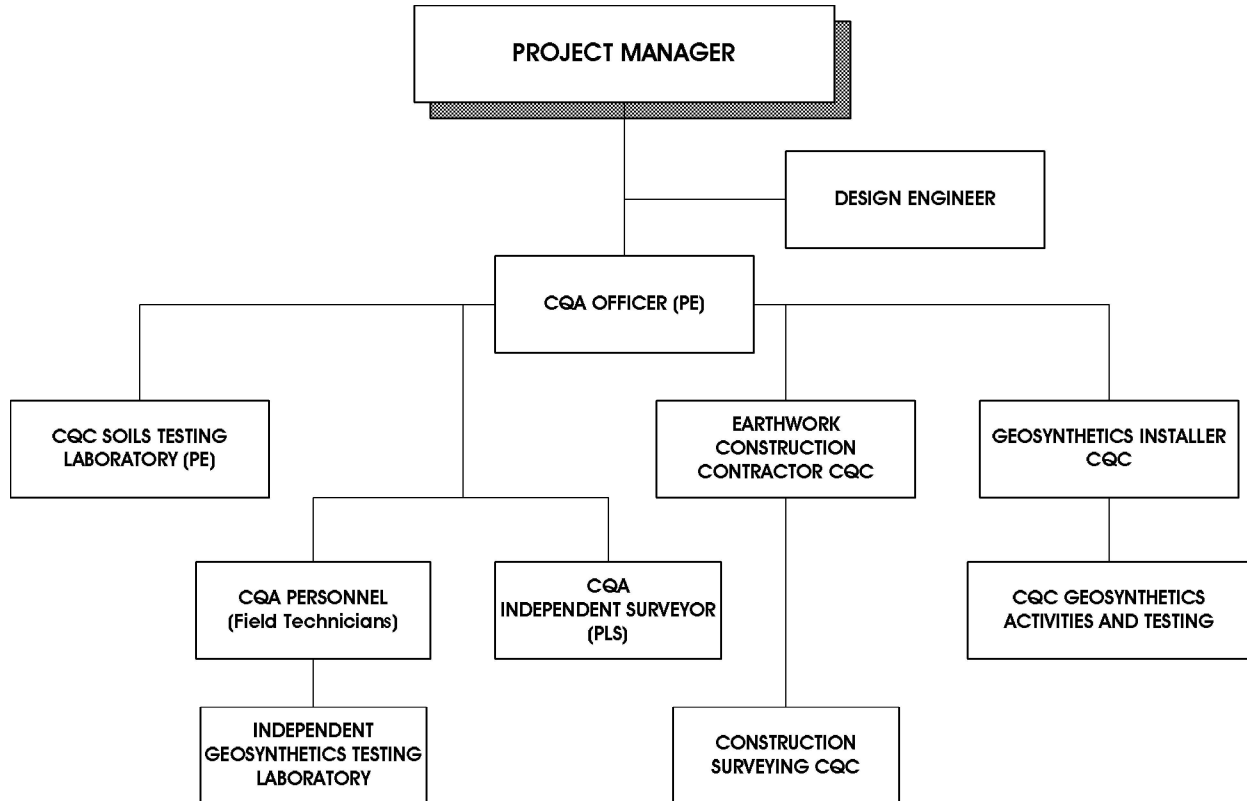 PROJECT MANAGER
DESIGN ENGINEER
CQA OFFICER (PE)
CQC SOILS TESTING
LABORATORY (PE)
EARTHWORK
CONSTRUCTION
CONTRACTOR CQC
GEOSYNTHETICS INSTALLER
CQC
CQA PERSONNEL
(Field Technicians)
CQA
INDEPENDENT SURVEYOR
(PLS)
CQC GEOSYNTHETICS
ACTIVITIES AND TESTING
INDEPENDENT
GEOSYNTHETICS TESTING
LABORATORY
CONSTRUCTION
SURVEYING CQC